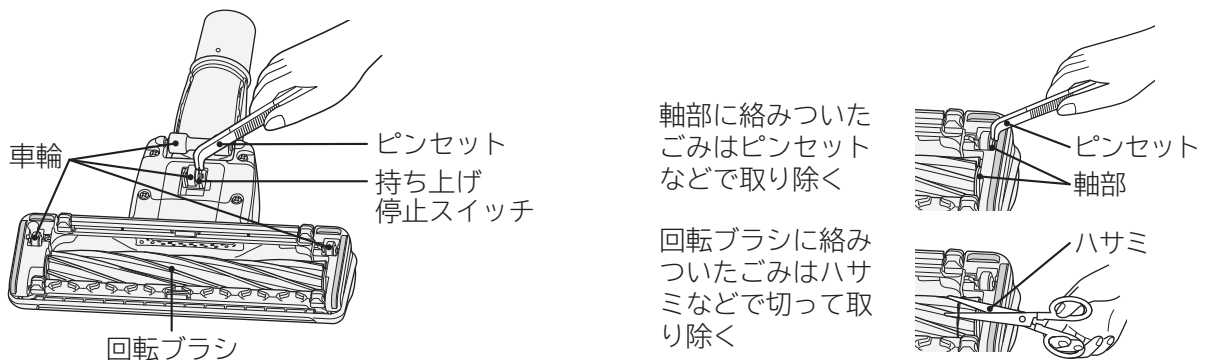 車輪
ピンセット
持ち上げ
停止スイッチ
回転ブラシ
軸部に絡みついた
ごみはピンセット
などで取り除く
ピンセット
軸部
回転ブラシに絡み
ついたごみはハサ
ミなどで切って取
り除く
ハサミ